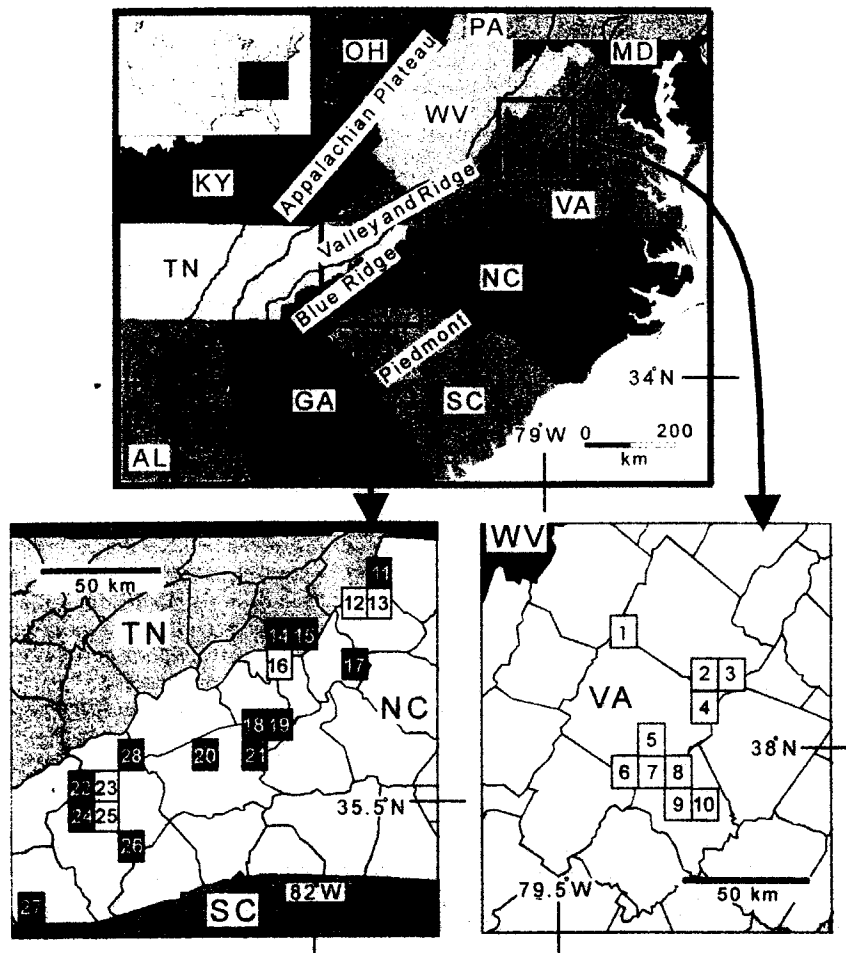 PA
OH
MD
WV
Appalachian Plateau
KY
Valley and Ridge
VA
TN
Blue Ridge
NC
Piedmont
34°N
GA
SC
79°W
0 200
km
AL
50 km
11
12 13
TN
14 15
16
17
NC
18 19
28
20
21
22 23
35.5°N
24 25
26
82°W
27
SC
WV
1
2 3
VA
4
5
38°N
6 7 8
9 10
79.5°W
50 km